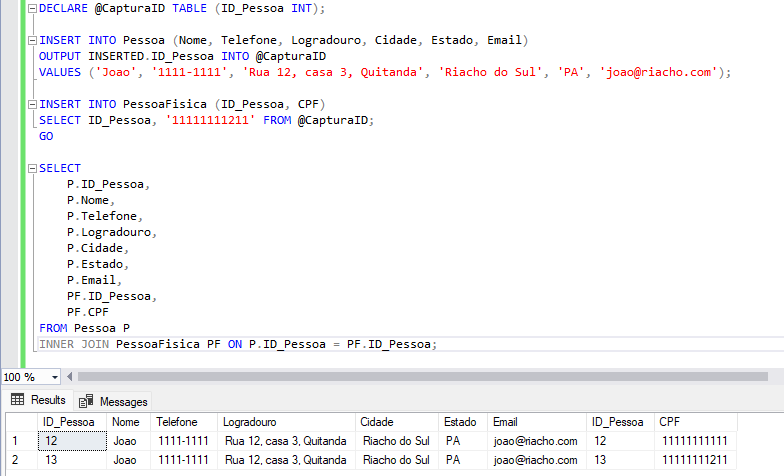 DECLARE @CapturaID TABLE (ID_Pessoa INT);
INSERT INTO Pessoa (Nome, Telefone, Logradouro, Cidade, Estado, Email)
OUTPUT INSERTED.ID_Pessoa INTO @CapturaID
VALUES ('Joao', '1111-1111', 'Rua 12, casa 3, Quitanda', 'Riacho do Sul', 'PA', 'joao@riacho.com');
INSERT INTO PessoaFisica (ID_Pessoa, CPF)
SELECT ID_Pessoa, '11111111211' FROM @CapturaID;
GO
SELECT
P.ID_Pessoa,
P.Nome,
P.Telefone,
P.Logradouro,
P.Cidade,
P.Estado,
P.Email,
PF.ID_Pessoa,
PF.CPF
FROM Pessoa P
INNER JOIN PessoaFisica PF ON P.ID_Pessoa = PF.ID_Pessoa;
100 %
Results Messages
ID_Pessoa Nome Telefone Logradouro Cidade Estado Email ID_Pessoa CPF
1 12 Joao 1111-1111 Rua 12, casa 3, Quitanda Riacho do Sul PA joao@riacho.com 12 11111111111
2 13 Joao 1111-1111 Rua 12, casa 3, Quitanda Riacho do Sul PA joao@riacho.com 13 11111111211